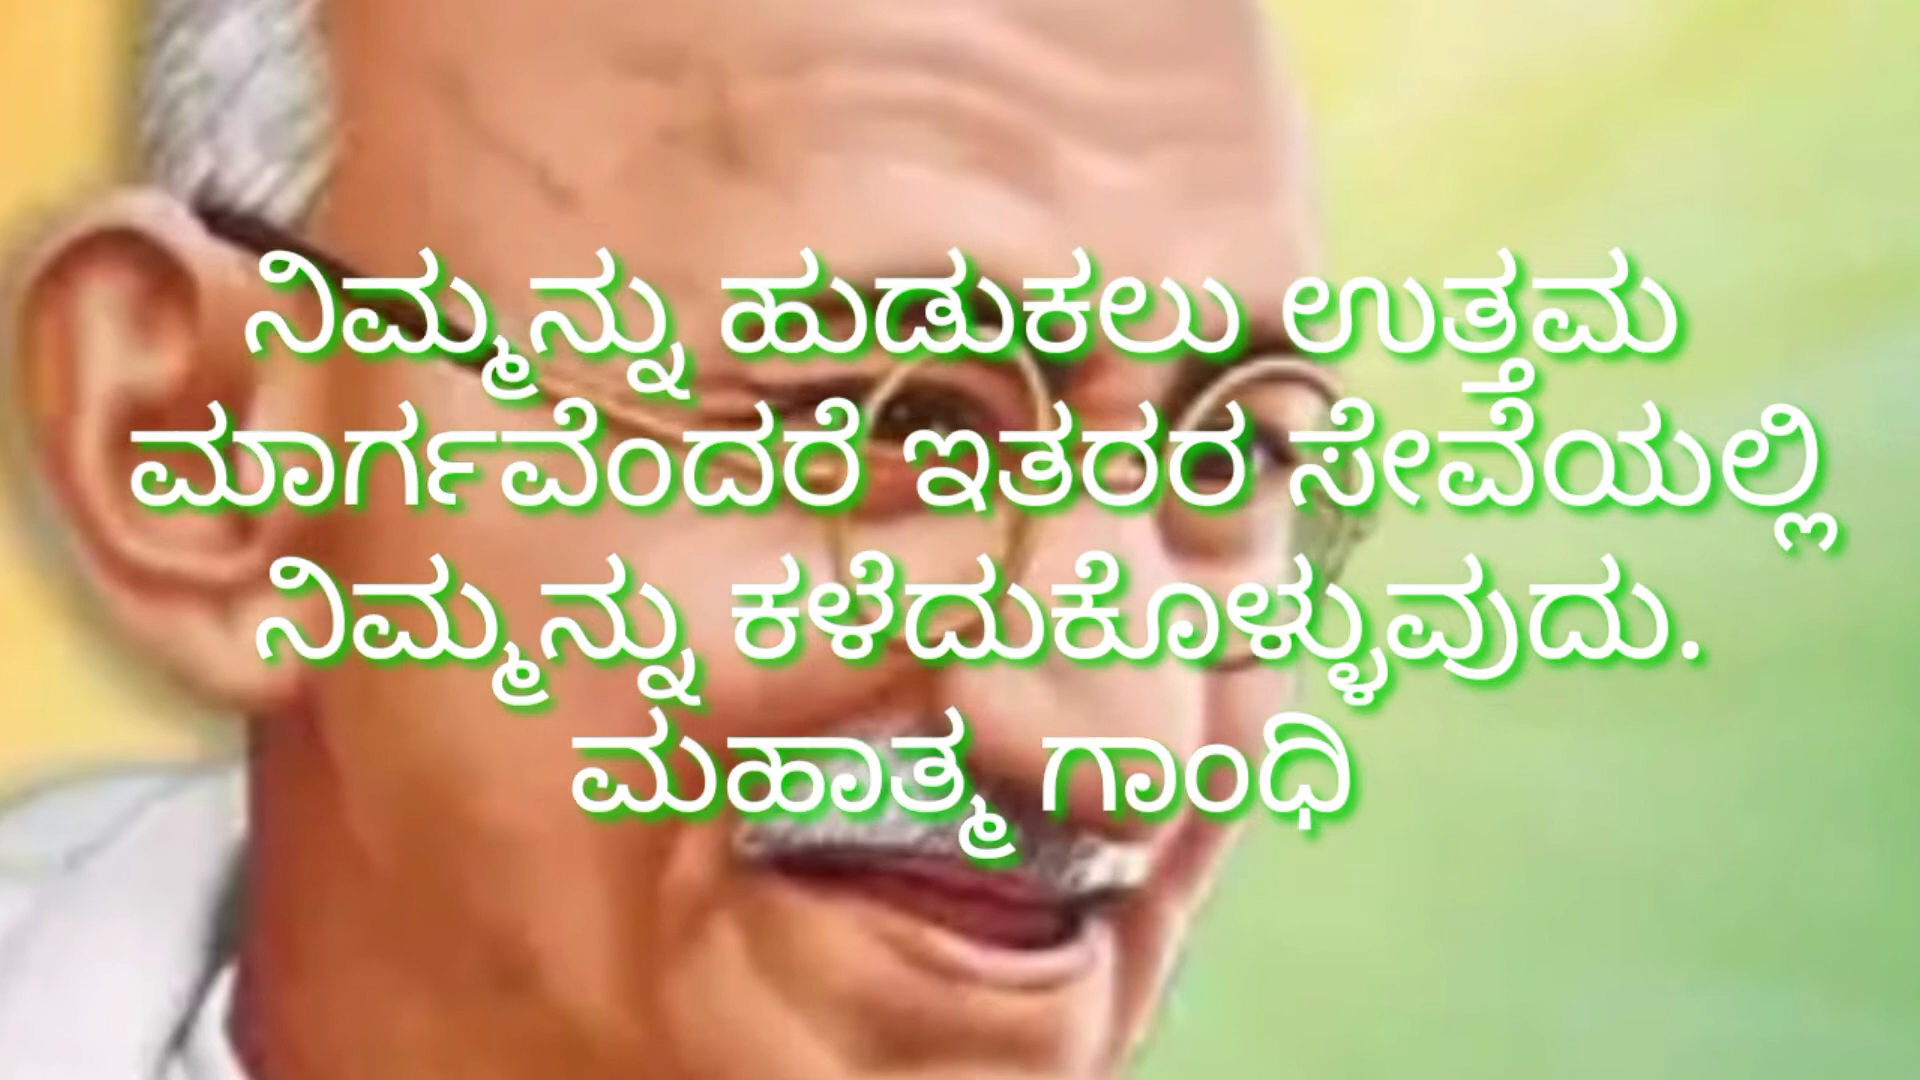 ನಿಮ್ಮನ್ನು ಹುಡುಕಲು ಉತ್ತಮ
ಮಾರ್ಗವೆಂದರೆ ಇತರರ ಸೇವೆಯಲ್ಲಿ
ನಿಮ್ಮನ್ನು ಕಳೆದುಕೊಳ್ಳುವುದು.
ಮಹಾತ್ಮ ಗಾಂಧಿ